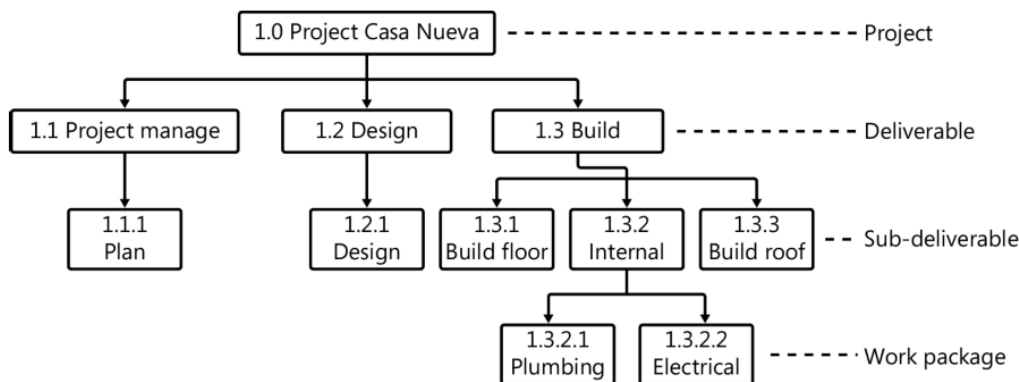 1.0 Project Casa Nueva
Project
1.1 Project manage
1.2 Design
1.3 Build
Deliverable
1.1.1
Plan
1.2.1
Design
1.3.1
Build floor
1.3.2
Internal
1.3.3
Build roof
Sub-deliverable
1.3.2.1
Plumbing
1.3.2.2
Electrical
Work package